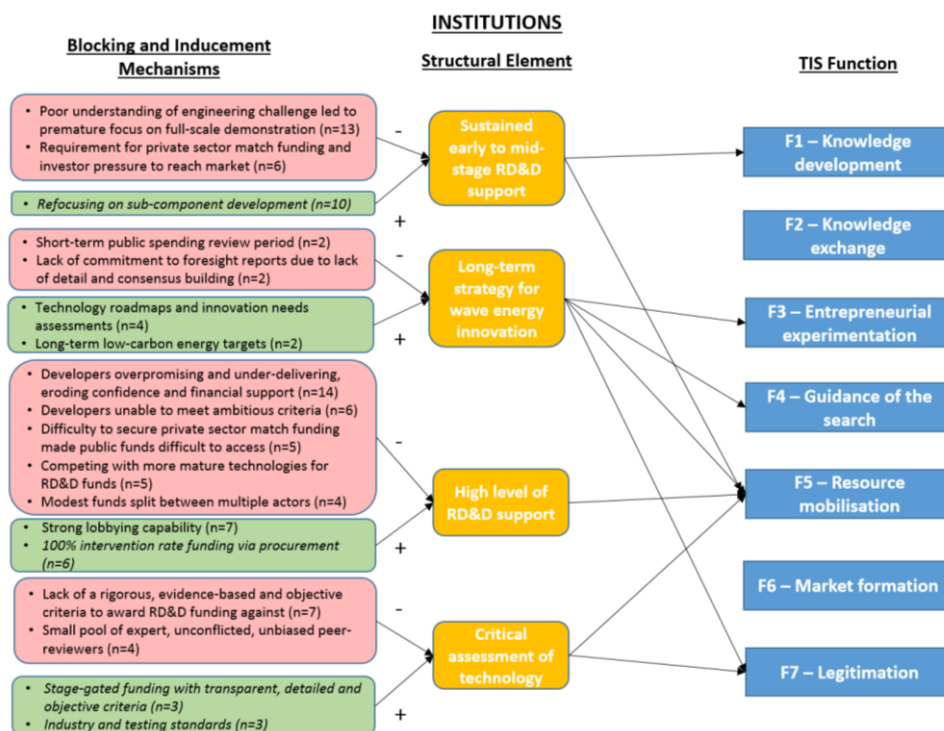 INSTITUTIONS
Blocking and Inducement
Mechanisms
Structural Element
TIS Function
• Poor understanding of engineering challenge led to
premature focus on full-scale demonstration (n=13)
• Requirement for private sector match funding and
investor pressure to reach market (n=6)
-
• Refocusing on sub-component development (n=10)
+
Sustained
early to mid-
stage RD&D
support
• Short-term public spending review period (n=2)
• Lack of commitment to foresight reports due to lack
of detail and consensus building (n=2)
-
• Technology roadmaps and innovation needs
assessments (n=4)
• Long-term low-carbon energy targets (n=2)
+
Long-term
strategy for
wave energy
innovation
• Developers overpromising and under-delivering,
eroding confidence and financial support (n=14)
• Developers unable to meet ambitious criteria (n=6)
• Difficulty to secure private sector match funding
made public funds difficult to access (n=5)
• Competing with more mature technologies for
RD&D funds (n=5)
• Modest funds split between multiple actors (n=4)
-
• Strong lobbying capability (n=7)
• 100% intervention rate funding via procurement
(n=6)
+
High level of
RD&D support
• Lack of a rigorous, evidence-based and objective
criteria to award RD&D funding against (n=7)
• Small pool of expert, unconflicted, unbiased peer-
reviewers (n=4)
-
• Stage-gated funding with transparent, detailed and
objective criteria (n=3)
• Industry and testing standards (n=3)
+
Critical
assessment of
technology
F1 – Knowledge
development
F2 – Knowledge
exchange
F3 – Entrepreneurial
experimentation
F4 – Guidance of the
search
F5 – Resource
mobilisation
F6 – Market formation
F7 – Legitimation